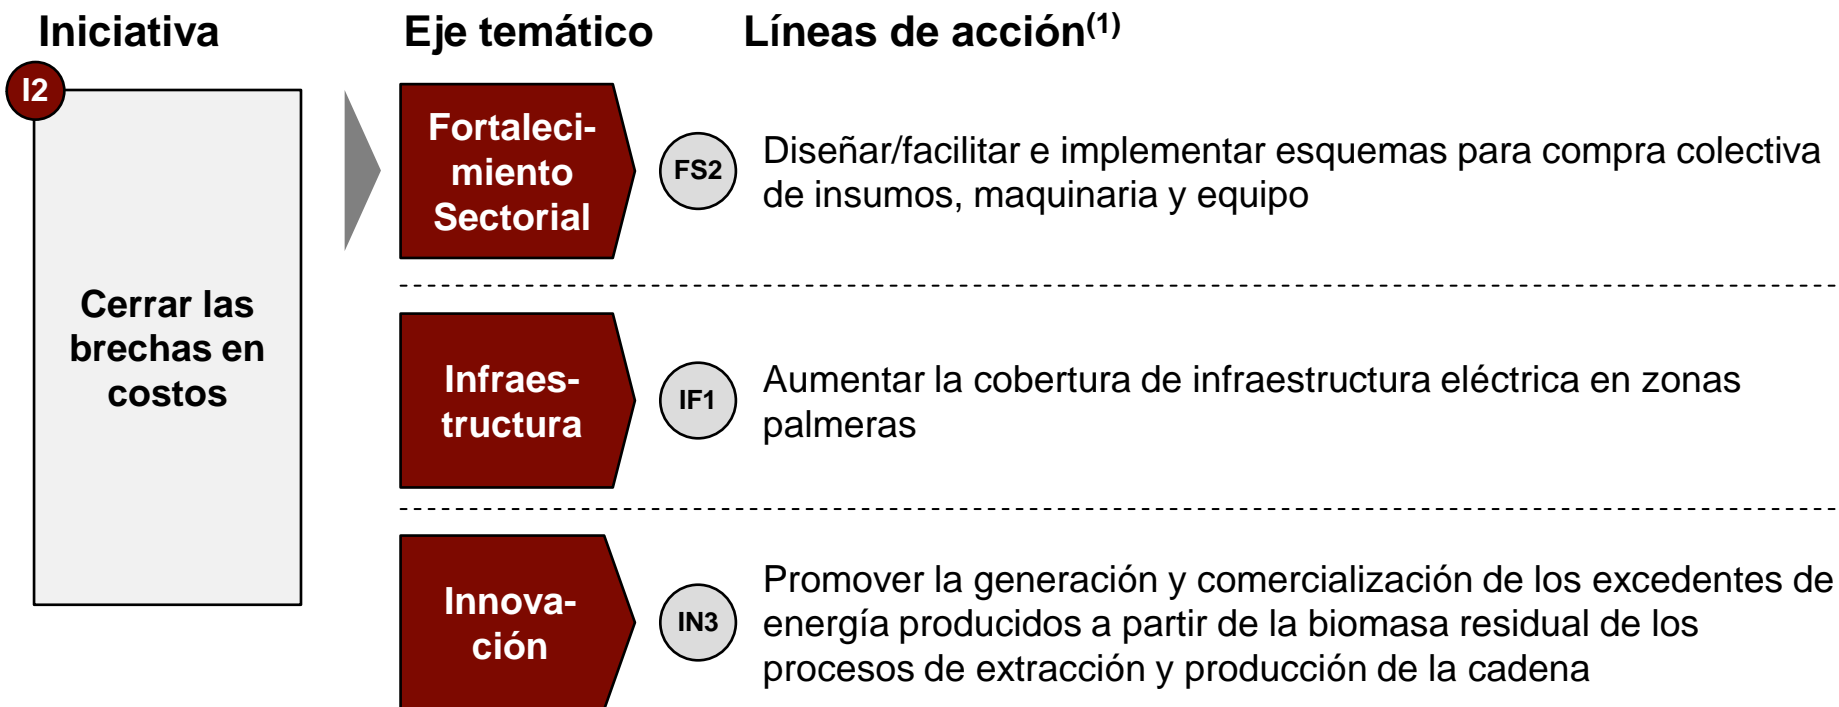 Iniciativa
Eje temático
Líneas de acción(1)
I2
Cerrar las
brechas en
costos
Fortaleci-
miento
Sectorial
FS2
Diseñar/facilitar e implementar esquemas para compra colectiva
de insumos, maquinaria y equipo
Infraes-
tructura
IF1
Aumentar la cobertura de infraestructura eléctrica en zonas
palmeras
Innova-
ción
IN3
Promover la generación y comercialización de los excedentes de
energía producidos a partir de la biomasa residual de los
procesos de extracción y producción de la cadena